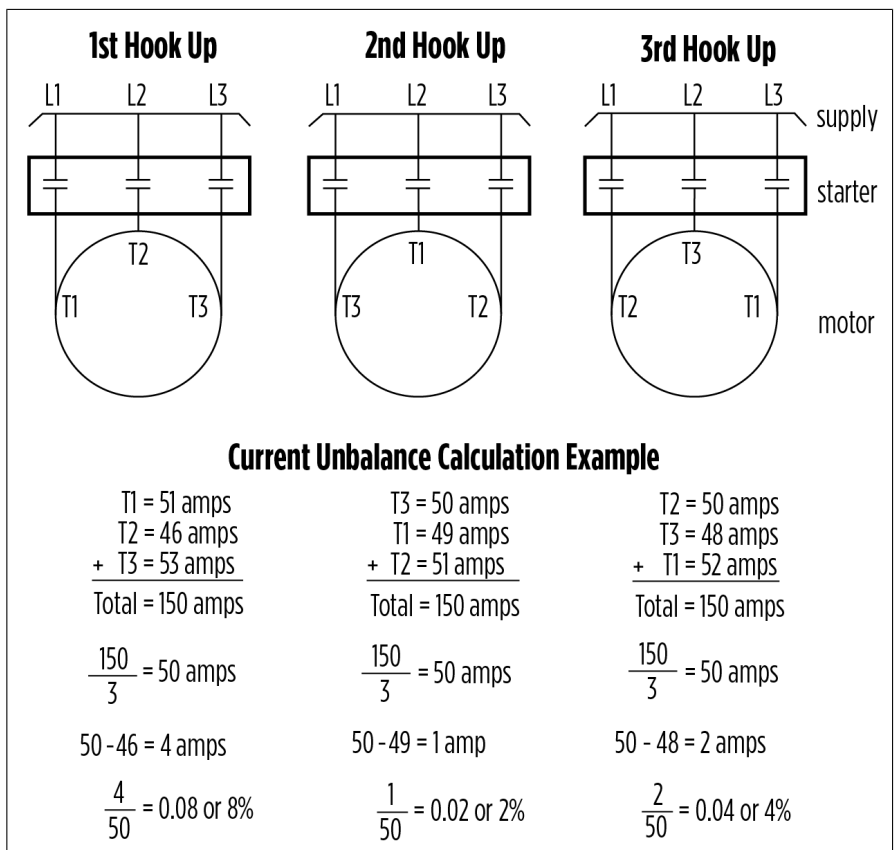 1st Hook Up
2nd Hook Up
3rd Hook Up
L1 L2 L3
L1 L2 L3
L1 L2 L3
supply
starter
T2
T1 T3
T1
T3 T2
T3
T2 T1
motor
Current Unbalance Calculation Example
T1 = 51 amps
T2 = 46 amps
+ T3 = 53 amps
Total = 150 amps
150
3
= 50 amps
50 - 46 = 4 amps
4
50
= 0.08 or 8%
T3 = 50 amps
T1 = 49 amps
+ T2 = 51 amps
Total = 150 amps
150
3
= 50 amps
50 - 49 = 1 amp
1
50
= 0.02 or 2%
T2 = 50 amps
T3 = 48 amps
+ T1 = 52 amps
Total = 150 amps
150
3
= 50 amps
50 - 48 = 2 amps
2
50
= 0.04 or 4%